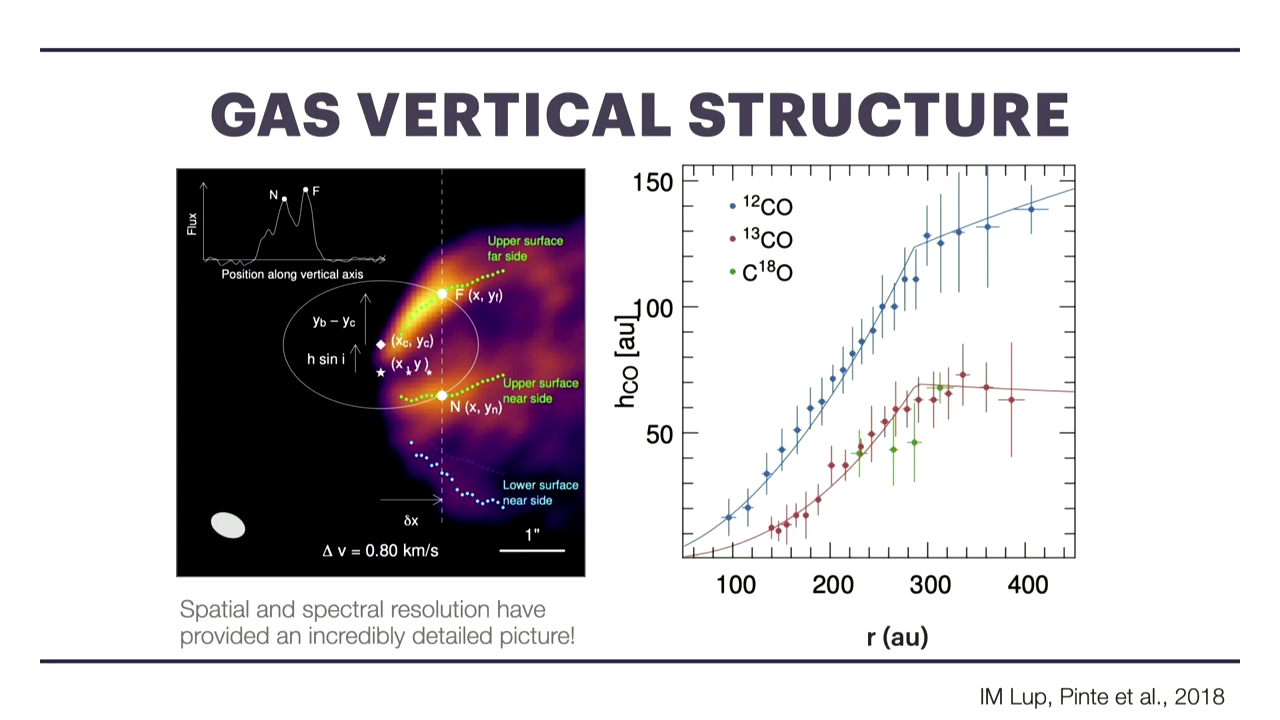 GAS VERTICAL STRUCTURE
N
F
Flux
Position along vertical axis
Upper surface
far side
F (x, yf)
yb – yc
(xc, yc)
h sin i
(x⋆, y⋆)
Upper surface
near side
N (x, yn)
Lower surface
near side
δx
1"
Δ v = 0.80 km/s
Spatial and spectral resolution have
provided an incredibly detailed picture!
150
100
50
hco [au]
¹²CO
¹³CO
C¹⁸O
100 200 300 400
r (au)
IM Lup, Pinte et al., 2018